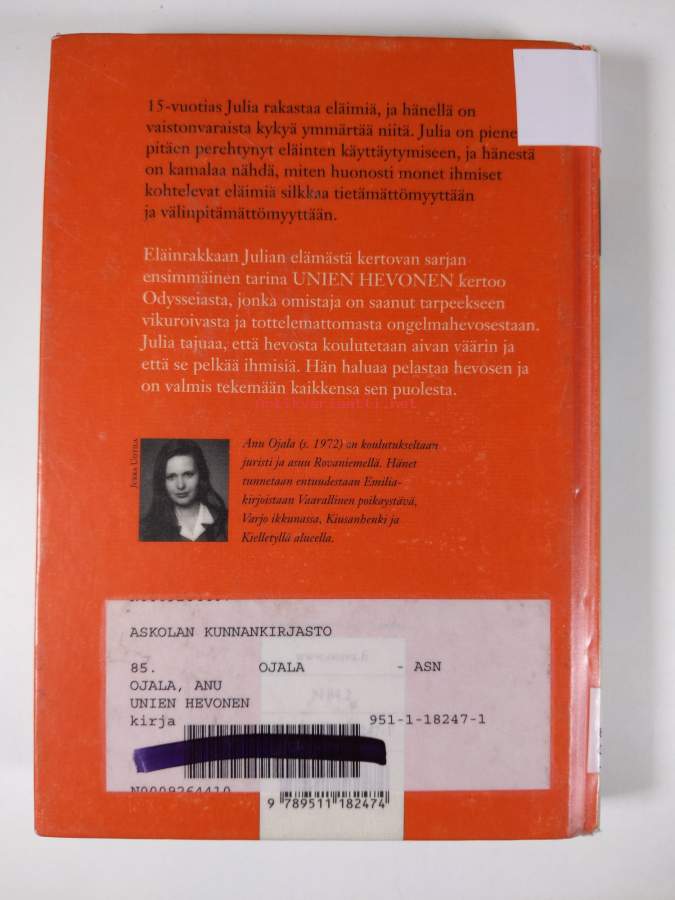 15-vuotias Julia rakastaa eläimiä, ja hänellä on
vaistonvaraista kykyä ymmärtää niitä. Julia on piene
pitäen perehtynyt eläinten käyttäytymiseen, ja hänestä
on kamalaa nähdä, miten huonosti monet ihmiset
kohtelevat eläimiä silkkaa tietämättömyyttään
ja välinpitämättömyyttään.
Eläinrakkaan Julian elämästä kertovan sarjan
ensimmäinen tarina UNIEN HEVONEN kertoo
Odysseiasta, jonka omistaja on saanut tarpeekseen
vikuroivasta ja tottelemattomasta ongelmahevosestaan.
Julia tajuaa, että hevosta koulutetaan aivan väärin ja
että se pelkää ihmisiä. Hän haluaa pelastaa hevosen ja
on valmis tekemään kaikkensa sen puolesta.
Anu Ojala (s. 1972) on koulutukseltaan
juristi ja asuu Rovaniemellä. Hänet
tunnetaan entuudestaan Emilia-
kirjoistaan Vaarallinen poikaystävä,
Varjo ikkunassa, Kiusanhenki ja
Kielletyllä alueella.
ASKOLAN KUNNANKIRJASTO
85. OJALA - ASN
OJALA, ANU
UNIEN HEVONEN
kirja 951-1-18247-1
N0009264410
9 789511 182474